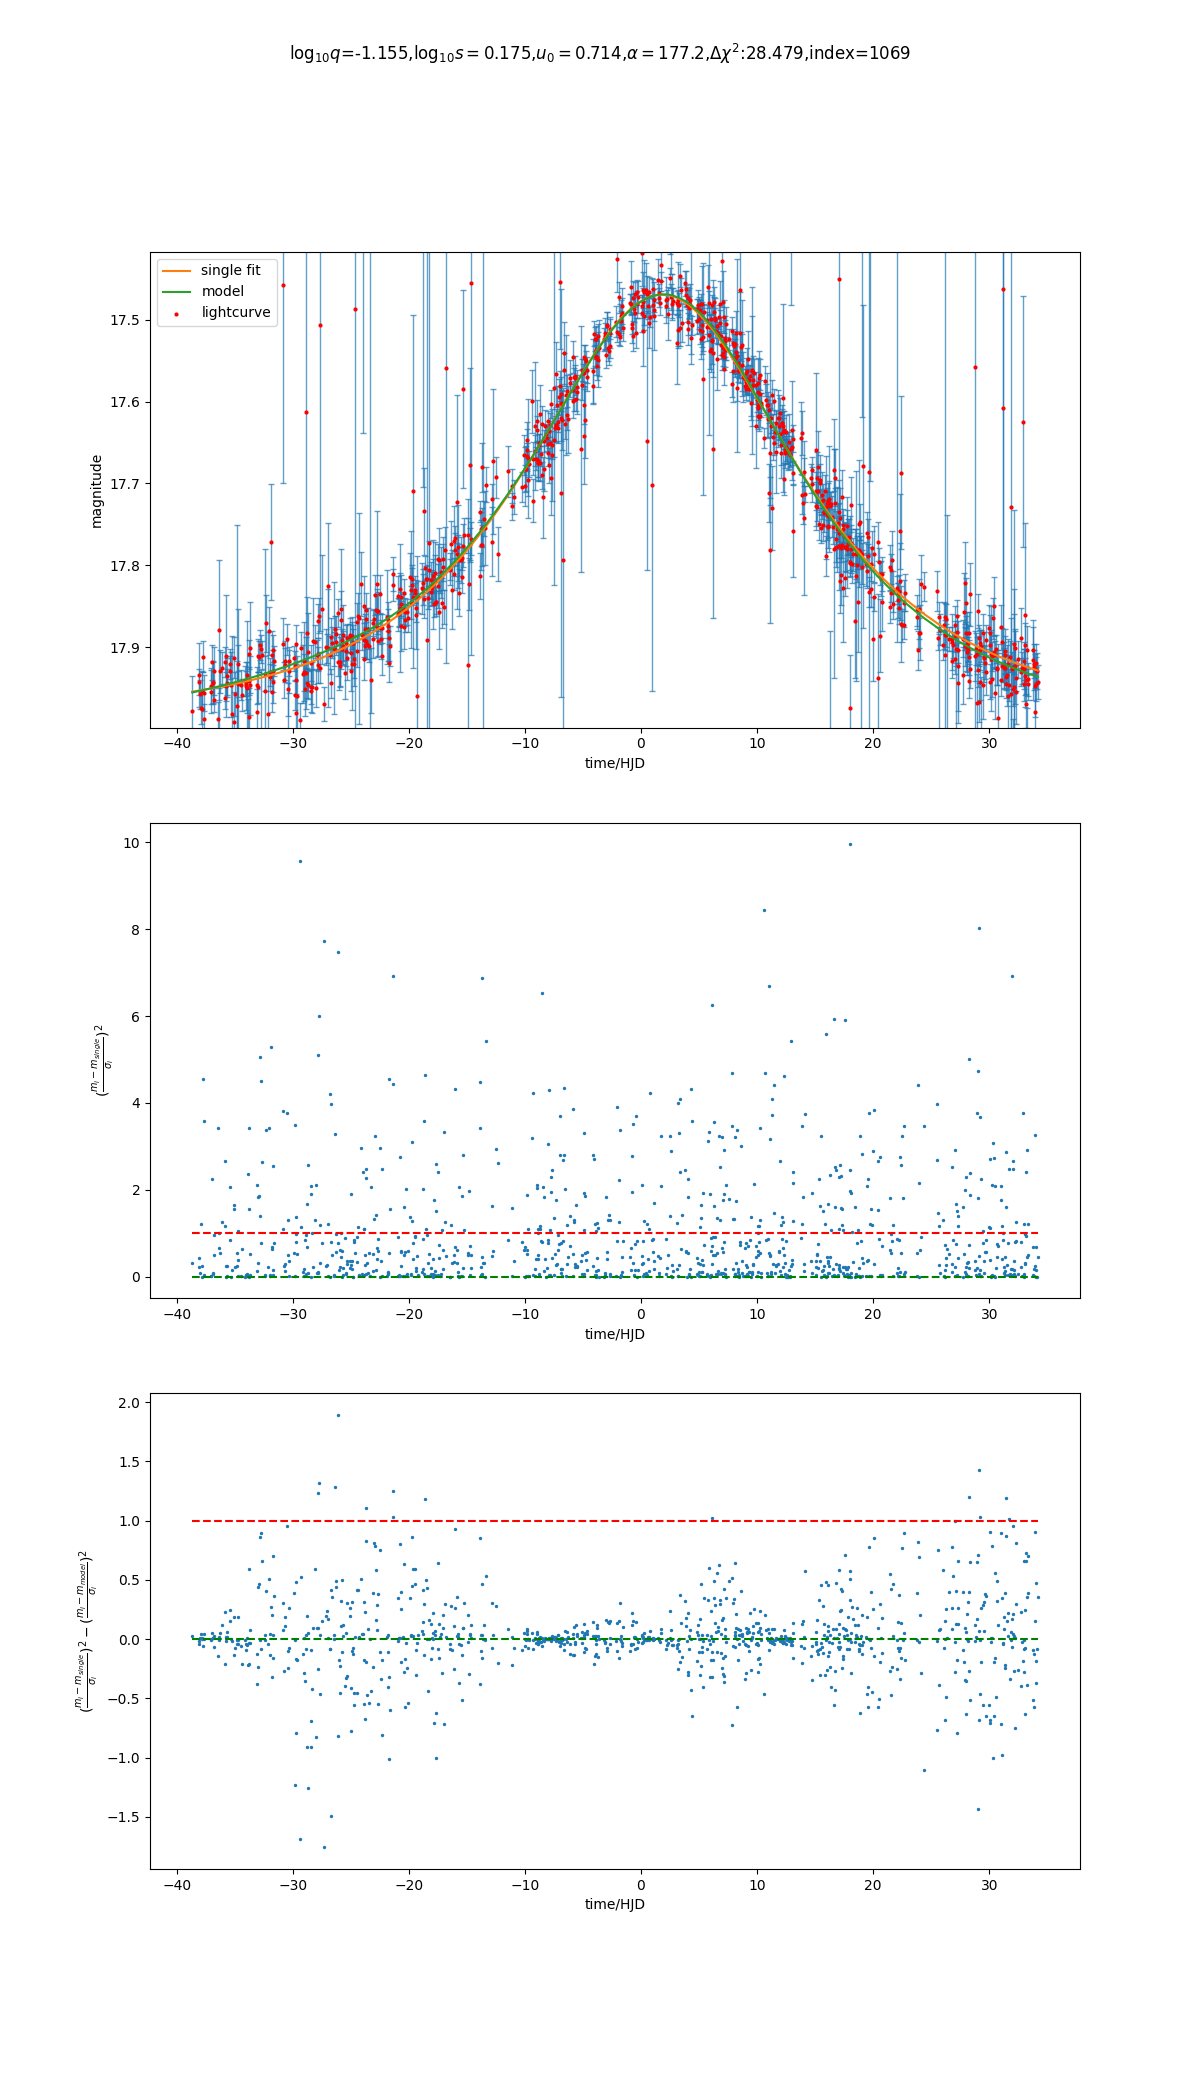 log₁₀q=-1.155,log₁₀s = 0.175,u₀ = 0.714,α = 177.2,Δχ²:28.479,index=1069
single fit
model
lightcurve
17.5
17.6
17.7
17.8
17.9
magnitude
−40 −30 −20 −10 0 10 20 30
time/HJD
10
8
6
4
2
0
((mᵢ − m_single)/σᵢ)²
−40 −30 −20 −10 0 10 20 30
time/HJD
2.0
1.5
1.0
0.5
0.0
−0.5
−1.0
−1.5
((mᵢ − m_single)/σᵢ)² − ((mᵢ − m_model)/σᵢ)²
−40 −30 −20 −10 0 10 20 30
time/HJD